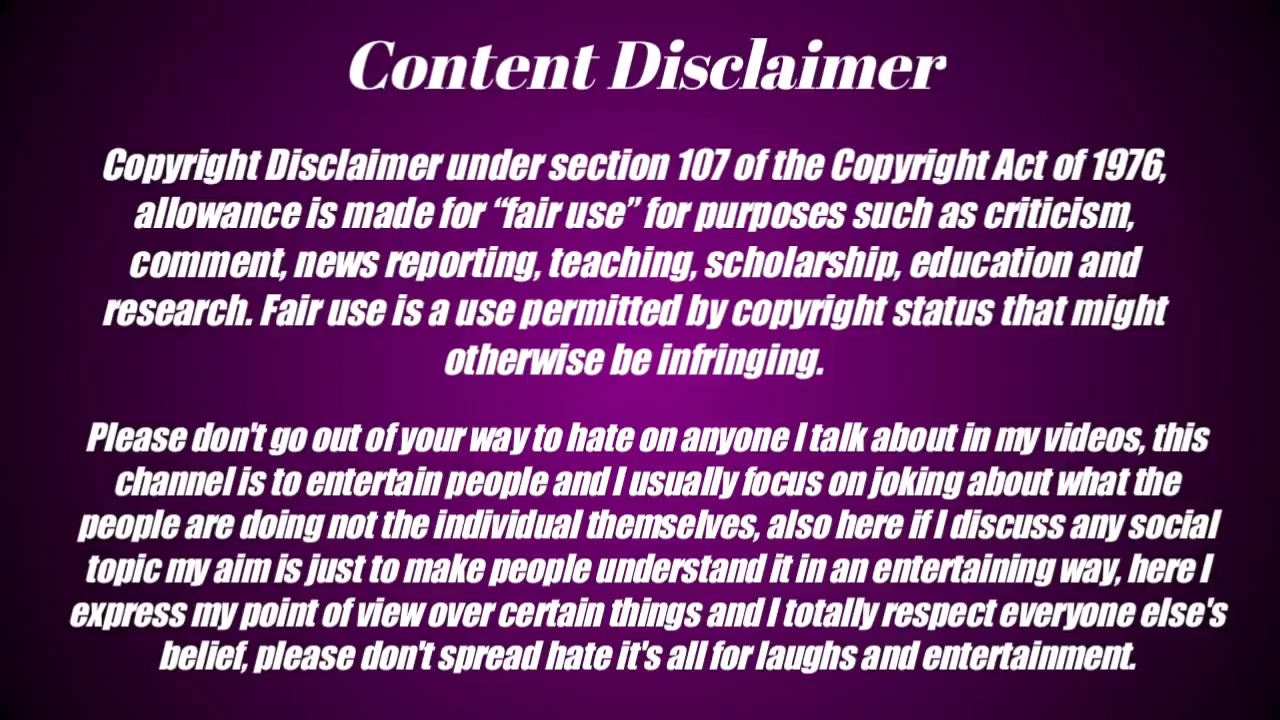 Content Disclaimer
Copyright Disclaimer under section 107 of the Copyright Act of 1976,
allowance is made for “fair use” for purposes such as criticism,
comment, news reporting, teaching, scholarship, education and
research. Fair use is a use permitted by copyright status that might
otherwise be infringing.
Please don't go out of your way to hate on anyone I talk about in my videos, this
channel is to entertain people and I usually focus on joking about what the
people are doing not the individual themselves, also here if I discuss any social
topic my aim is just to make people understand it in an entertaining way, here I
express my point of view over certain things and I totally respect everyone else's
belief, please don't spread hate it's all for laughs and entertainment.